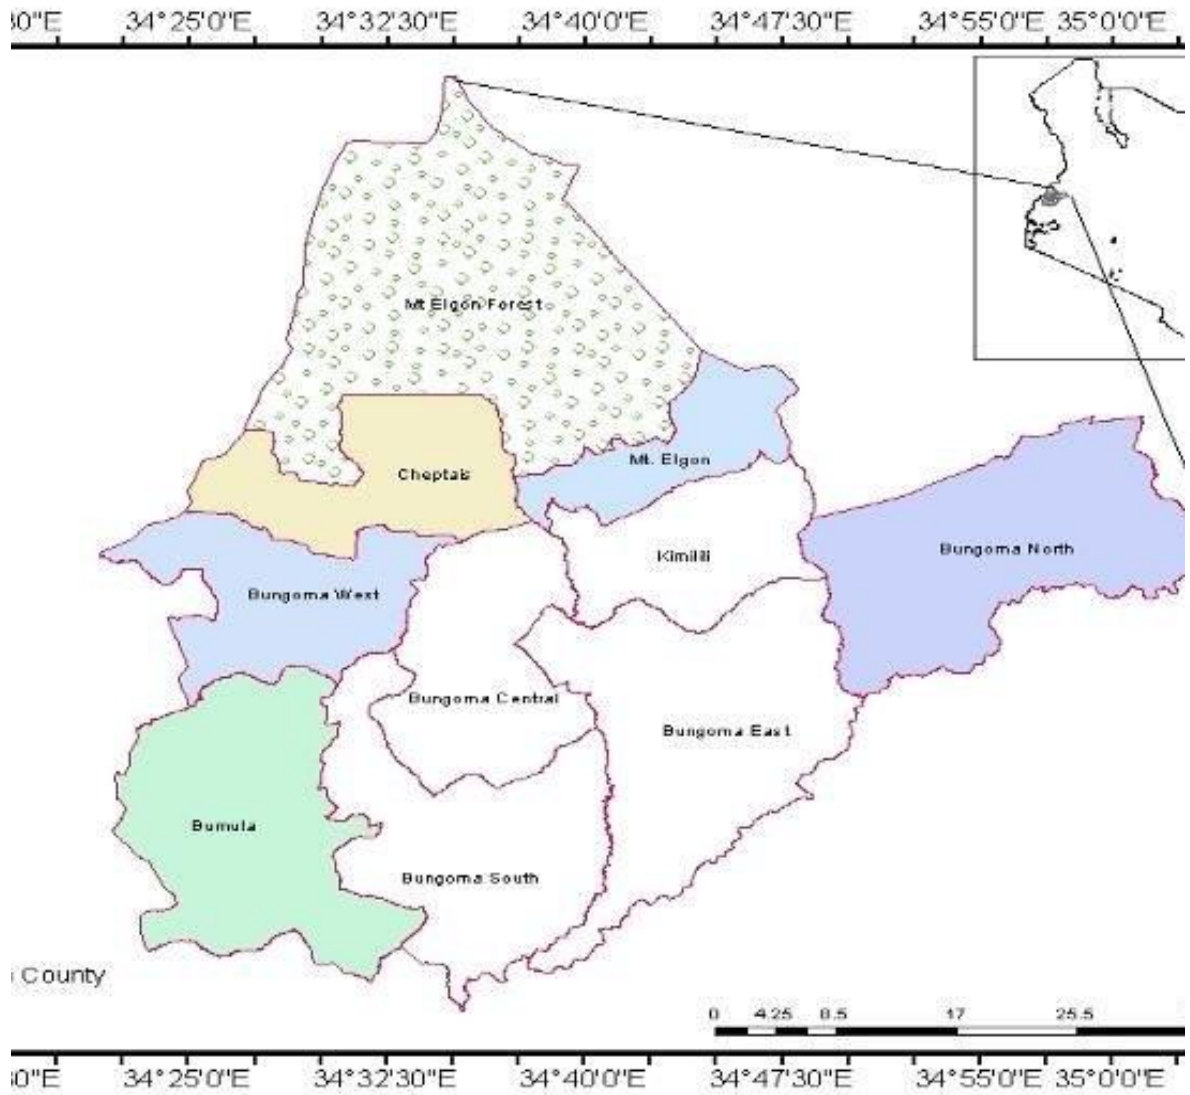 30"E 34°25'0"E 34°32'30"E 34°40'0"E 34°47'30"E 34°55'0"E 35°0'0"E
Mt Elgon Forest
Mt. Elgon
Cheptais
Bungoma North
Kimilili
Bungoma West
Bungoma Central
Bungoma East
Bumula
Bungoma South
County
0 4.25 8.5 17 25.5
30"E 34°25'0"E 34°32'30"E 34°40'0"E 34°47'30"E 34°55'0"E 35°0'0"E